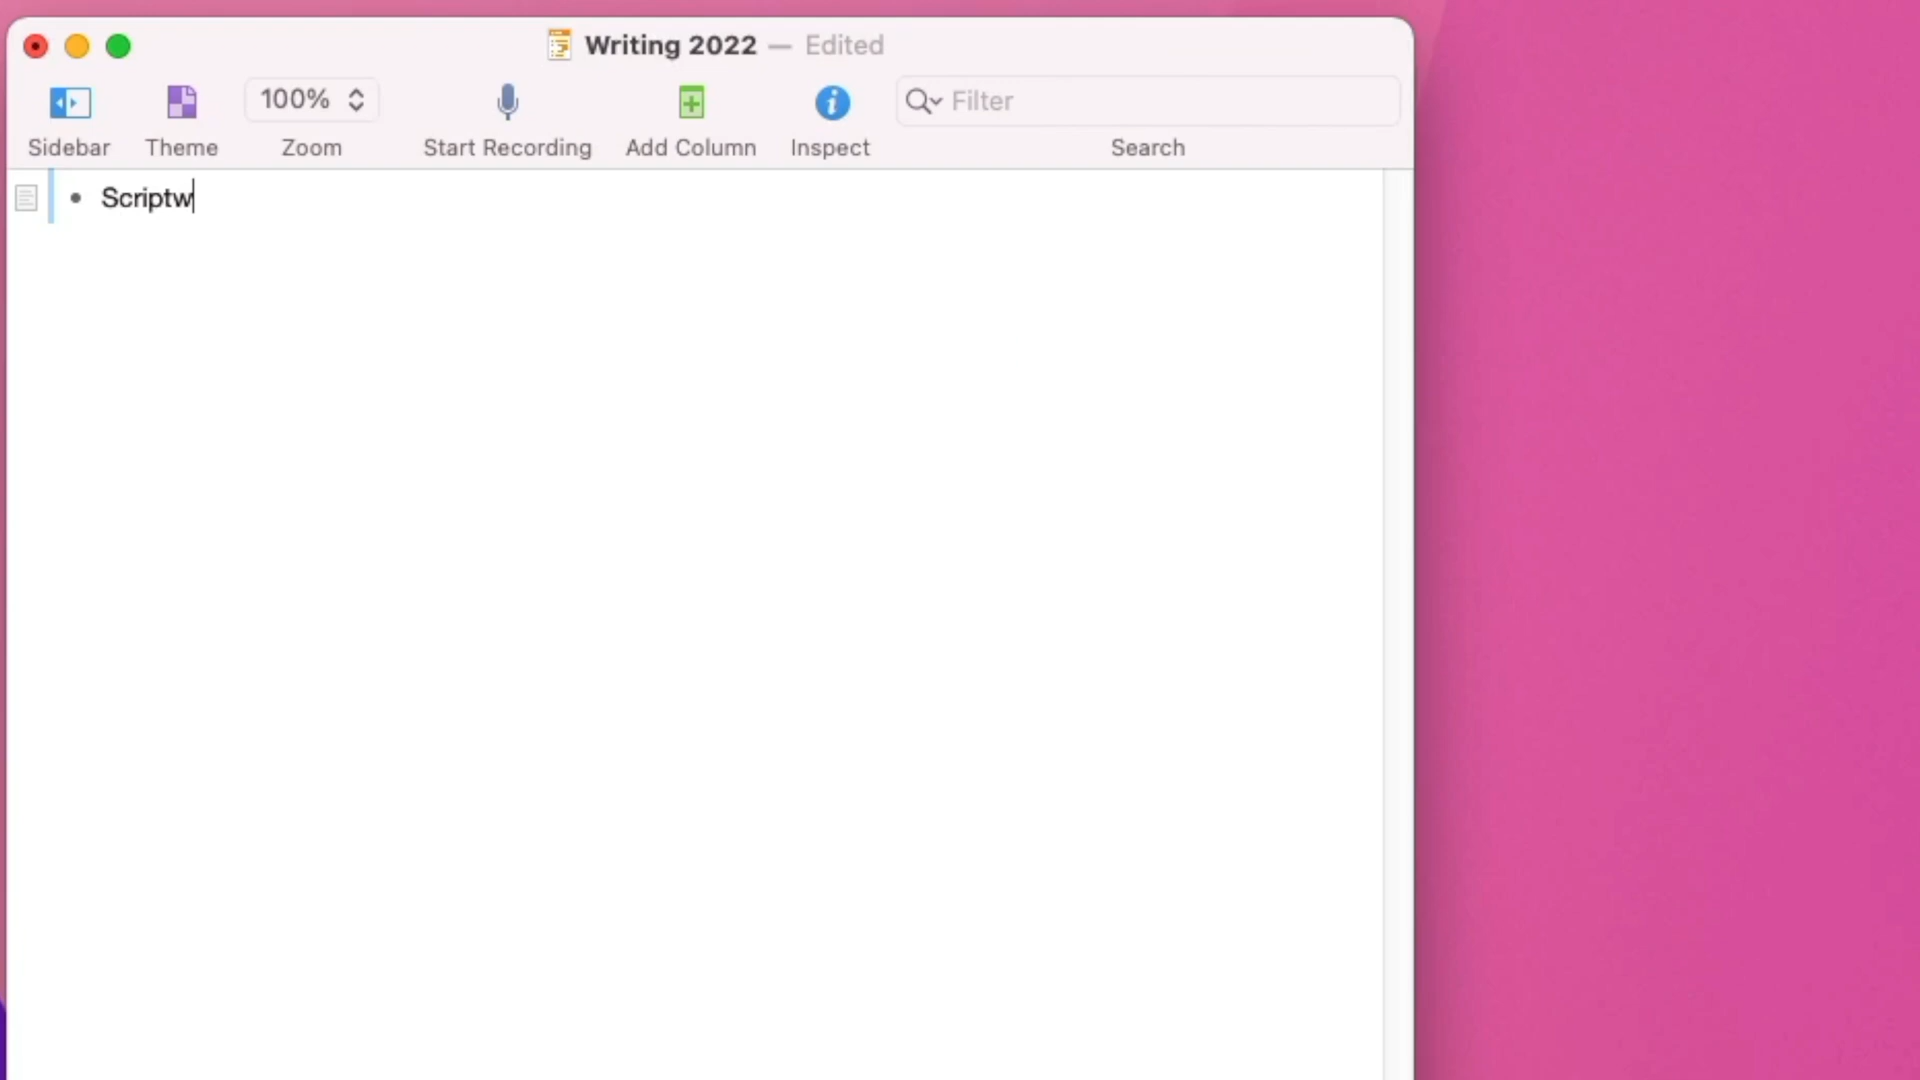 Writing 2022 — Edited
100%
Filter
Sidebar Theme Zoom Start Recording Add Column Inspect Search
• Scriptw